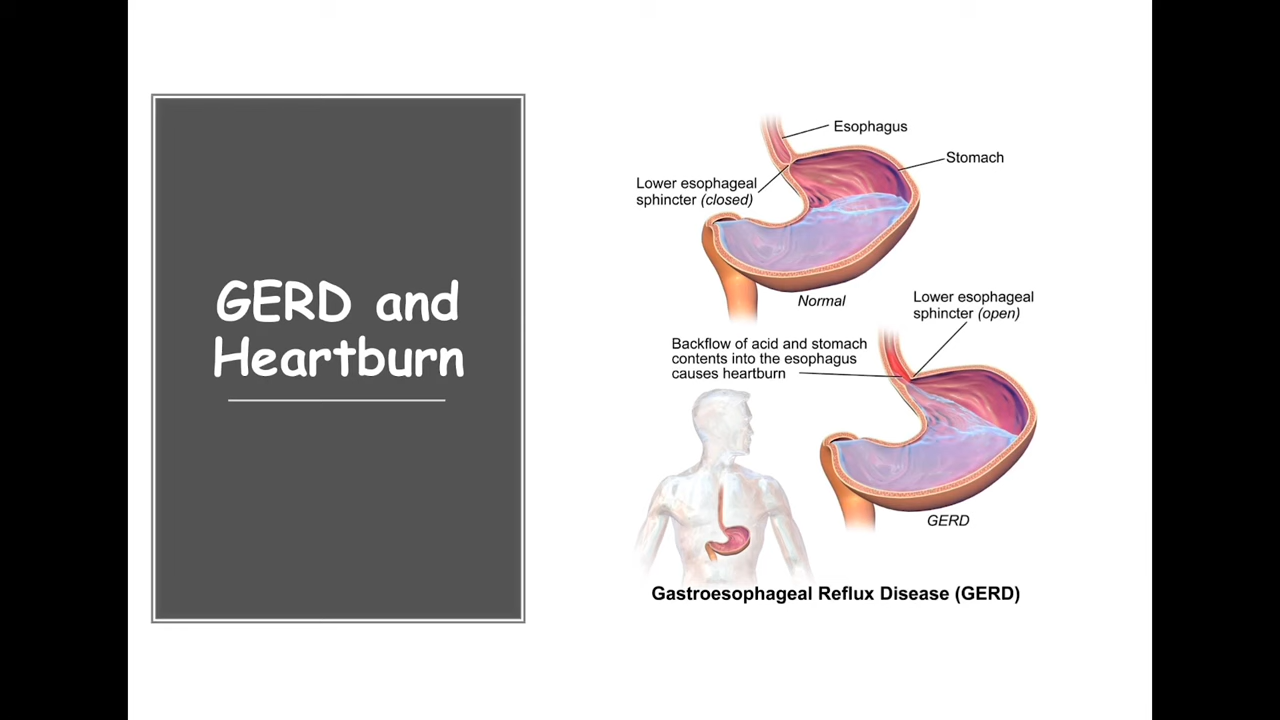 GERD and
Heartburn
Esophagus
Stomach
Lower esophageal
sphincter (closed)
Normal
Lower esophageal
sphincter (open)
Backflow of acid and stomach
contents into the esophagus
causes heartburn
GERD
Gastroesophageal Reflux Disease (GERD)